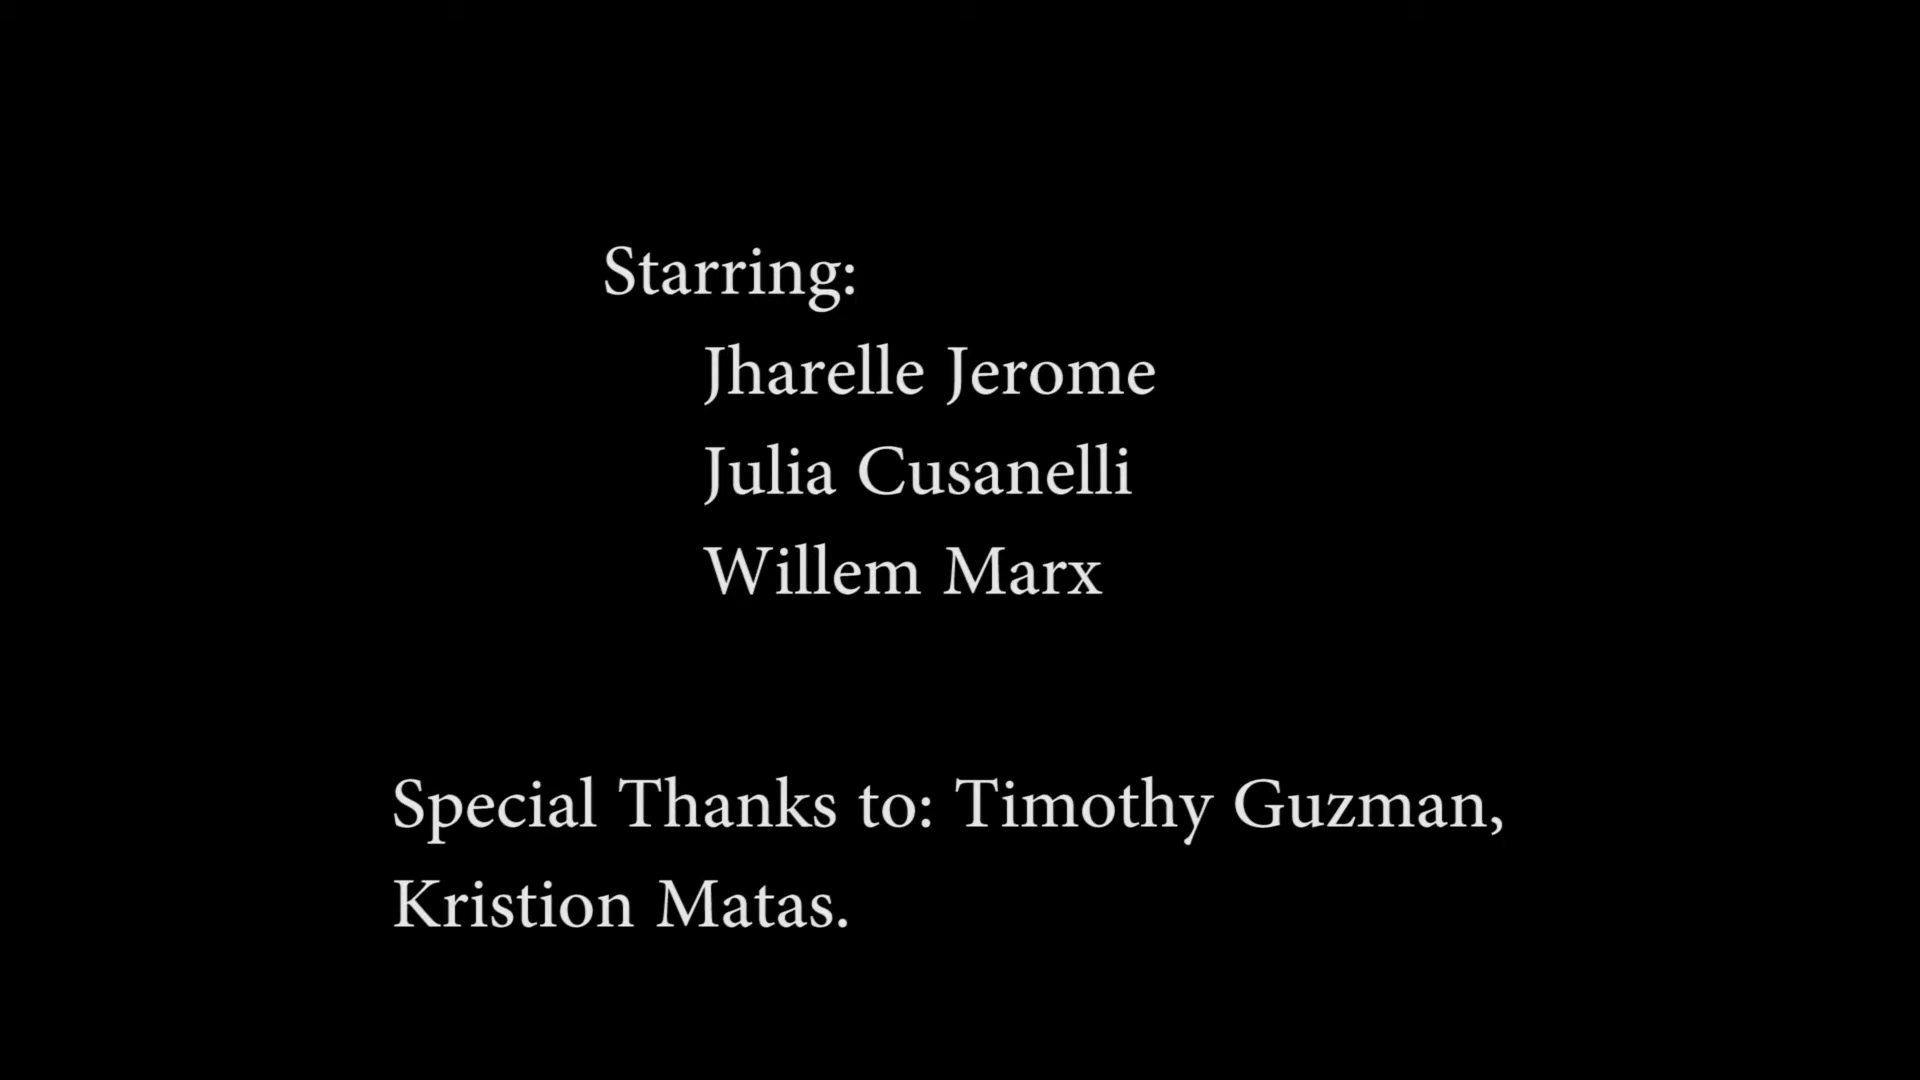 Starring:
Jharelle Jerome
Julia Cusanelli
Willem Marx
Special Thanks to: Timothy Guzman,
Kristion Matas.